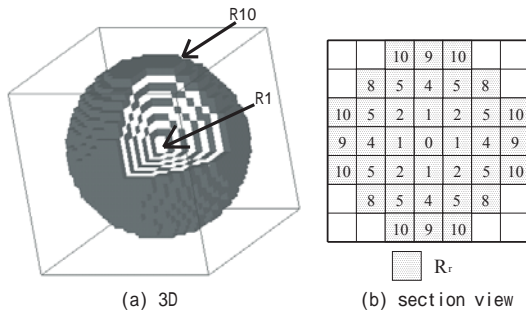 R10
R1
10 9 10
8 5 4 5 8
10 5 2 1 2 5 10
9 4 1 0 1 4 9
10 5 2 1 2 5 10
8 5 4 5 8
10 9 10
Rr
(a) 3D
(b) section view